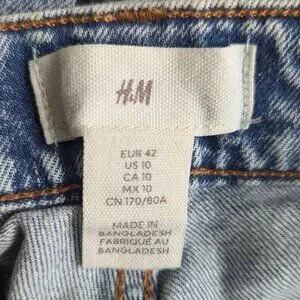 H&M
EUR 42
US 10
CA 10
MX 10
CN 170/80A
MADE IN
BANGLADESH
FABRIQUÉ AU
BANGLADESH